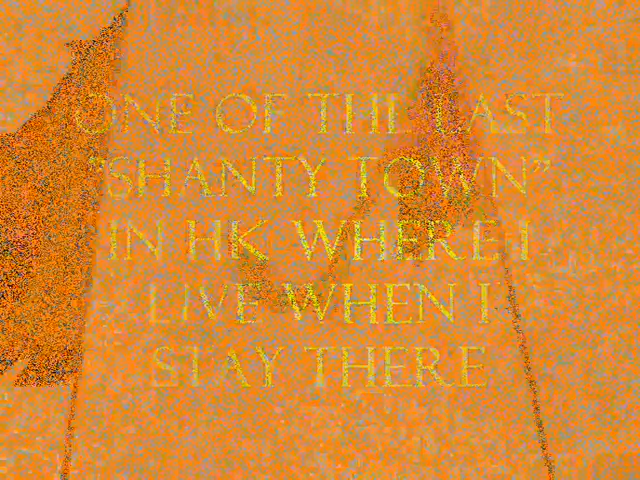 ONE OF THE LAST
"SHANTY TOWN"
IN HK WHERE I
LIVE WHEN I
STAY THERE